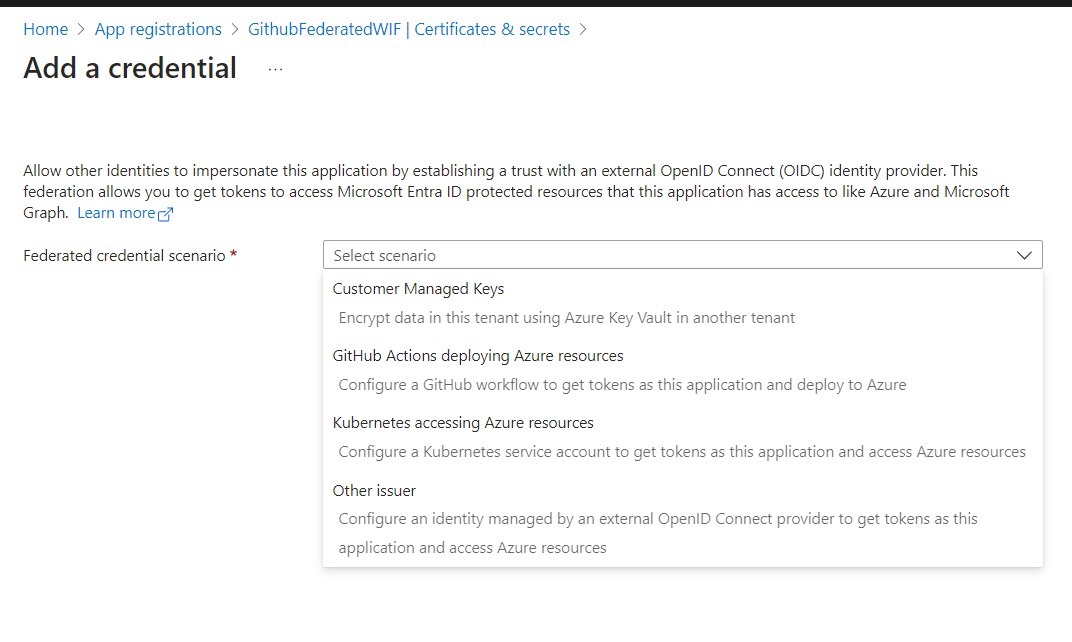 Home > App registrations > GithubFederatedWIF | Certificates & secrets >
Add a credential ...
Allow other identities to impersonate this application by establishing a trust with an external OpenID Connect (OIDC) identity provider. This
federation allows you to get tokens to access Microsoft Entra ID protected resources that this application has access to like Azure and Microsoft
Graph. Learn more
Federated credential scenario *
Select scenario
Customer Managed Keys
Encrypt data in this tenant using Azure Key Vault in another tenant
GitHub Actions deploying Azure resources
Configure a GitHub workflow to get tokens as this application and deploy to Azure
Kubernetes accessing Azure resources
Configure a Kubernetes service account to get tokens as this application and access Azure resources
Other issuer
Configure an identity managed by an external OpenID Connect provider to get tokens as this
application and access Azure resources